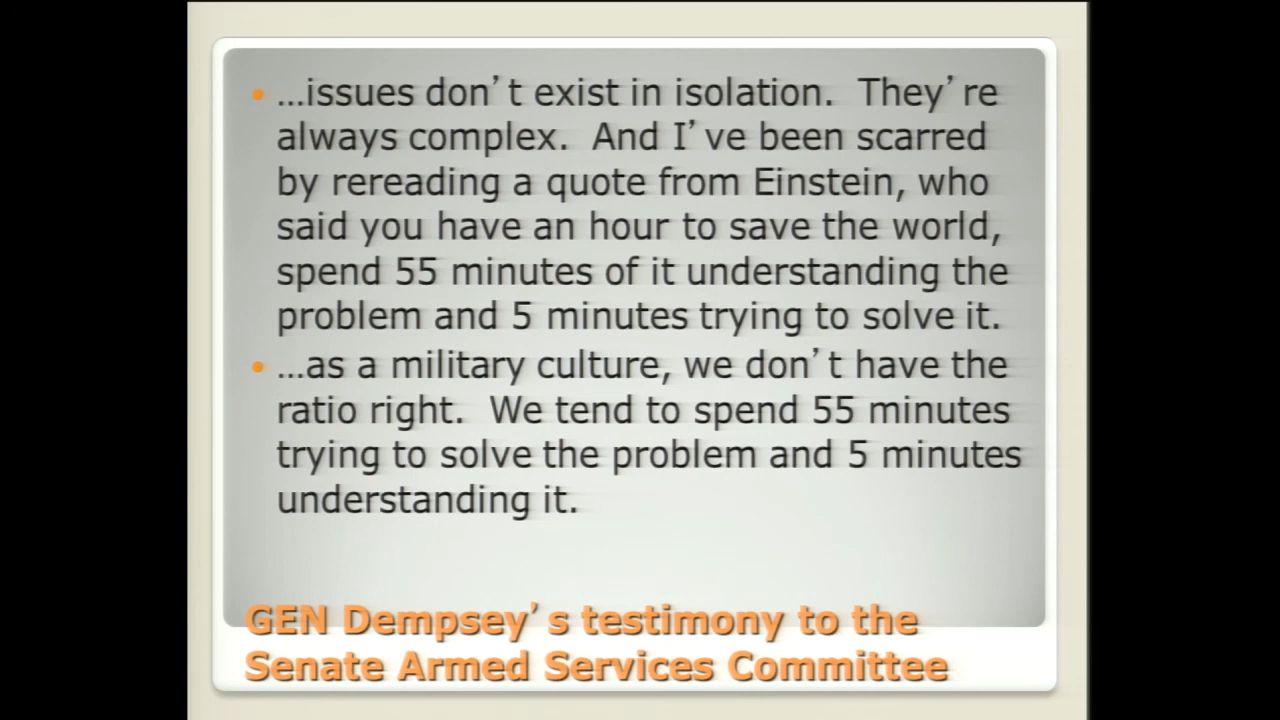 • ...issues don't exist in isolation. They're
always complex. And I've been scarred
by rereading a quote from Einstein, who
said you have an hour to save the world,
spend 55 minutes of it understanding the
problem and 5 minutes trying to solve it.
• ...as a military culture, we don't have the
ratio right. We tend to spend 55 minutes
trying to solve the problem and 5 minutes
understanding it.
GEN Dempsey's testimony to the
Senate Armed Services Committee